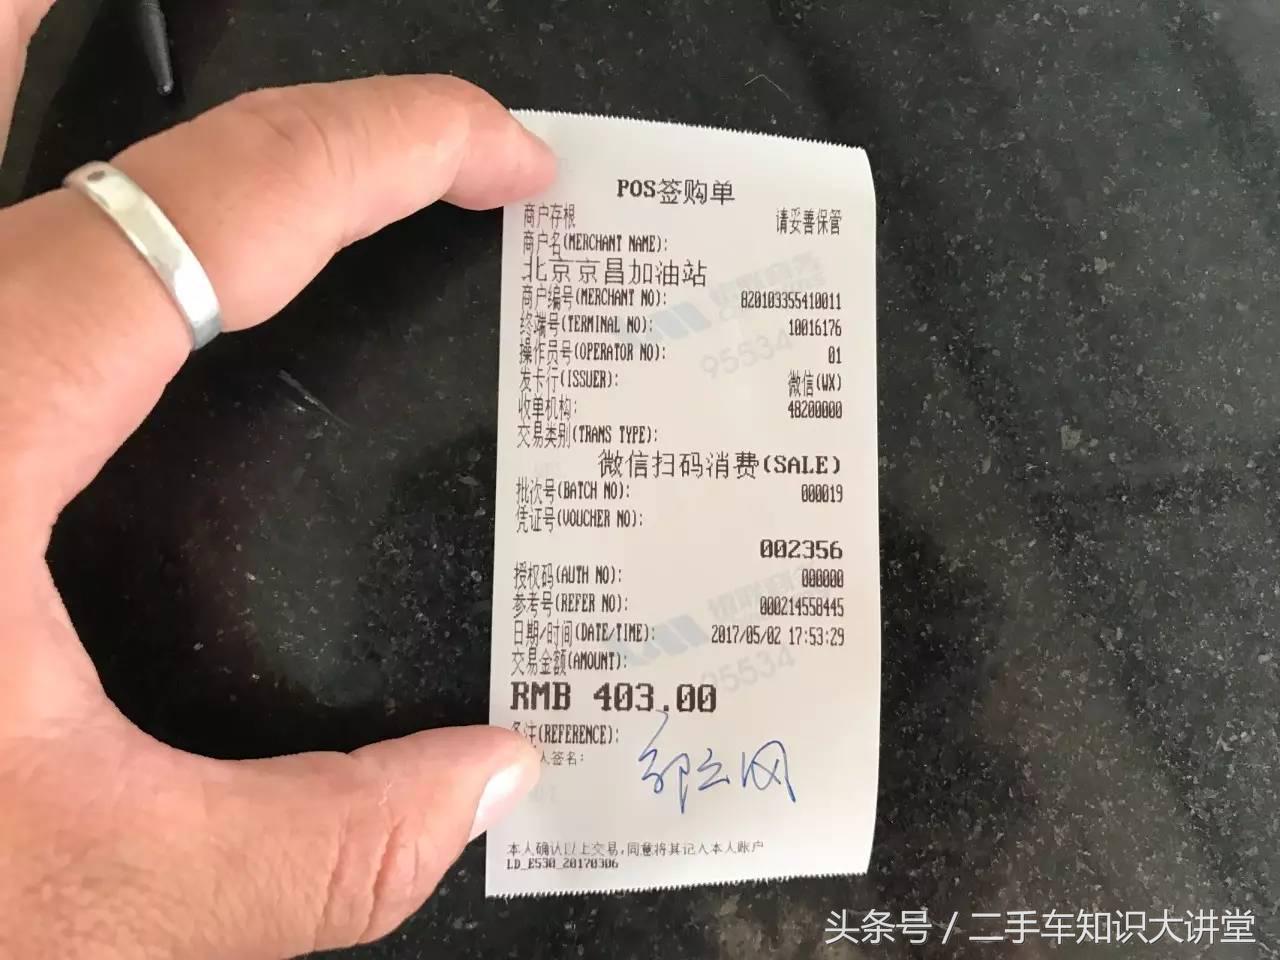 POS签购单
商户存根 请妥善保管
商户名(MERCHANT NAME):
北京京昌加油站
商户编号(MERCHANT NO): 820103355410011
终端号(TERMINAL NO): 10016176
操作员号(OPERATOR NO): 01
发卡行(ISSUER): 微信(WX)
收单机构: 48200000
交易类别(TRANS TYPE):
微信扫码消费(SALE)
批次号(BATCH NO): 000019
凭证号(VOUCHER NO):
002356
授权码(AUTH NO): 000000
参考号(REFER NO): 000214558445
日期/时间(DATE/TIME): 2017/05/02 17:53:29
交易金额(AMOUNT):
RMB 403.00
备注(REFERENCE):
人签名:
本人确认以上交易,同意将其记入本人账户
LD_E530_20170306
95534
95534
头条号/二手车知识大讲堂